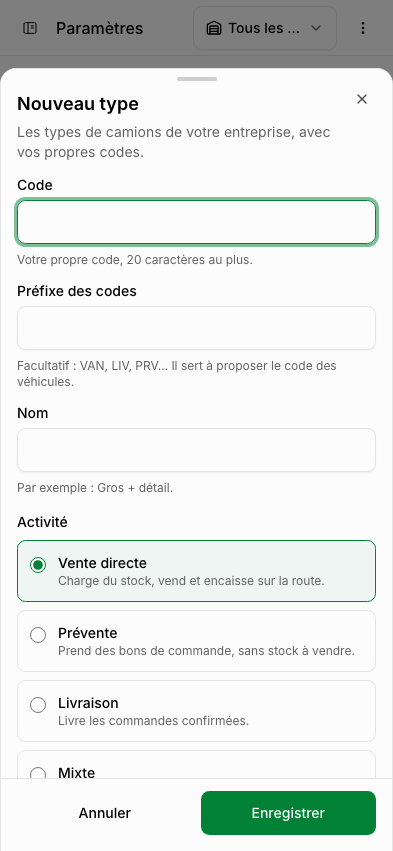 Paramètres
Tous les ...
Nouveau type
Les types de camions de votre entreprise, avec
vos propres codes.
Code
Votre propre code, 20 caractères au plus.
Préfixe des codes
Facultatif : VAN, LIV, PRV... Il sert à proposer le code des
véhicules.
Nom
Par exemple : Gros + détail.
Activité
Vente directe
Charge du stock, vend et encaisse sur la route.
Prévente
Prend des bons de commande, sans stock à vendre.
Livraison
Livre les commandes confirmées.
Mixte
Annuler
Enregistrer